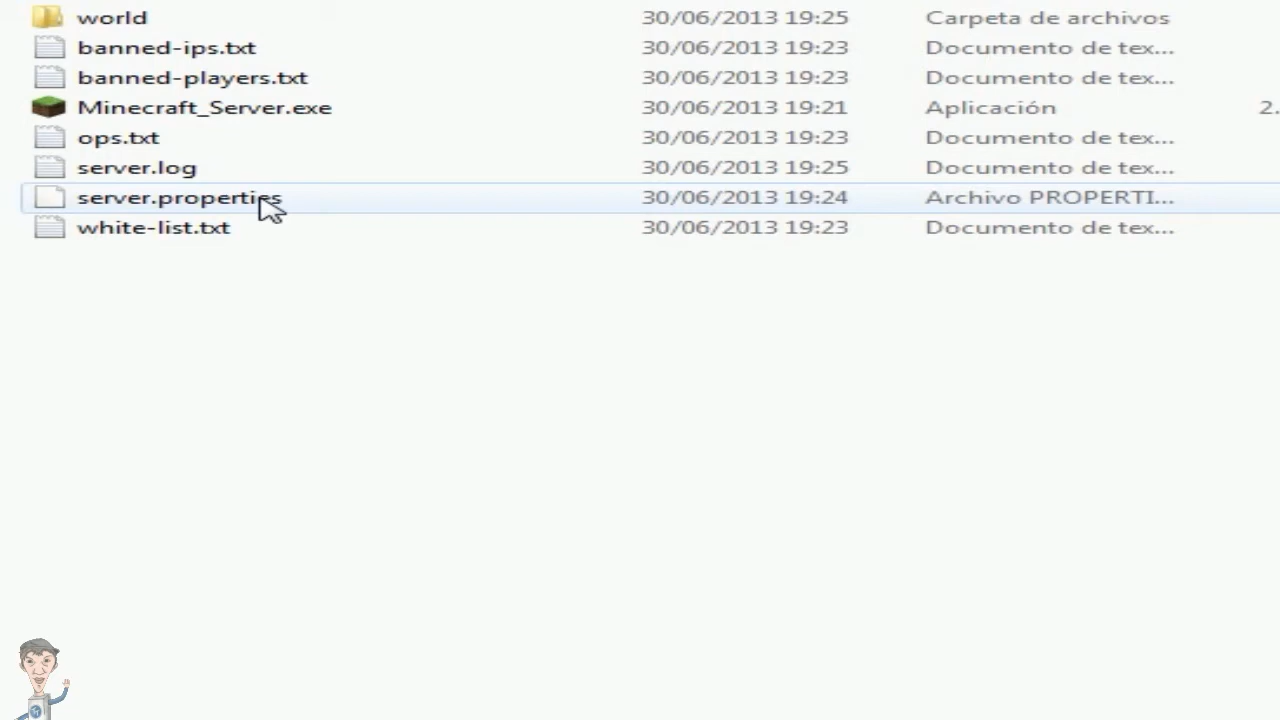 world 30/06/2013 19:25 Carpeta de archivos
banned-ips.txt 30/06/2013 19:23 Documento de tex...
banned-players.txt 30/06/2013 19:23 Documento de tex...
Minecraft_Server.exe 30/06/2013 19:21 Aplicación 2.
ops.txt 30/06/2013 19:23 Documento de tex...
server.log 30/06/2013 19:25 Documento de tex...
server.properties 30/06/2013 19:24 Archivo PROPERTI...
white-list.txt 30/06/2013 19:23 Documento de tex...